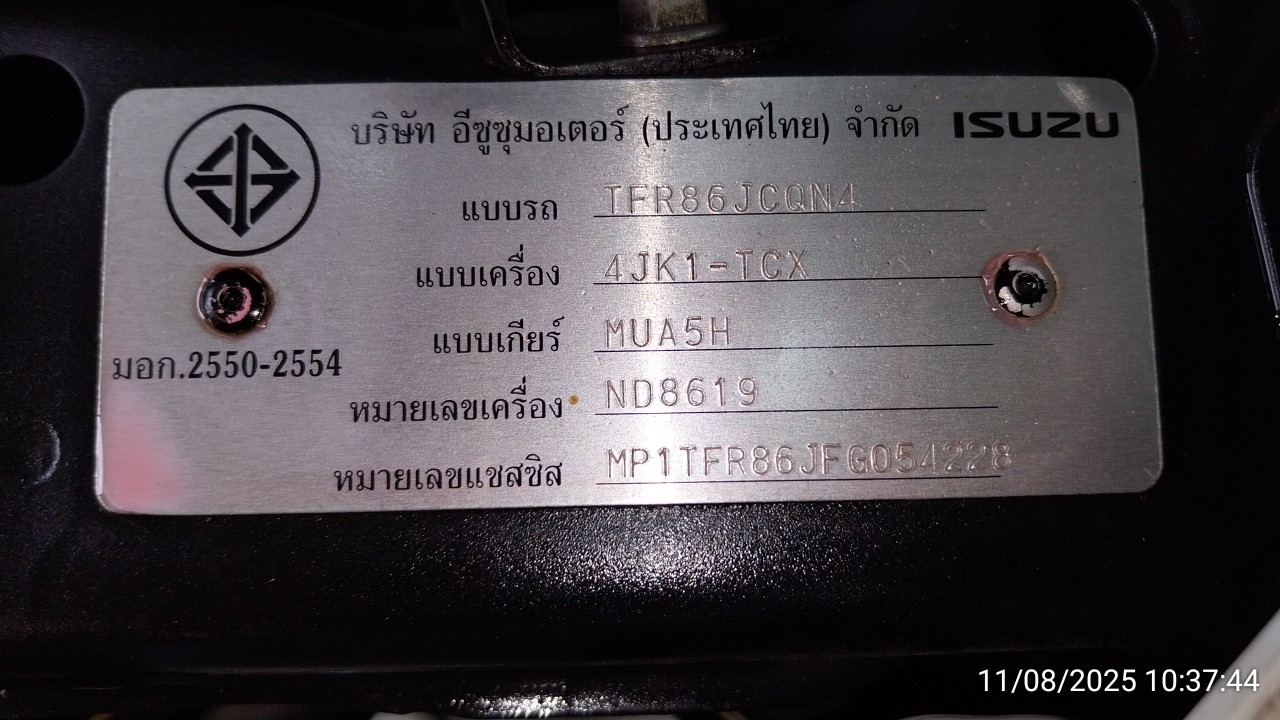 บริษัท อีซูซุมอเตอร์ (ประเทศไทย) จำกัด ISUZU
แบบรถ TFR86JCQN4
แบบเครื่อง 4JK1-TCX
แบบเกียร์ MUA5H
มอก.2550-2554
หมายเลขเครื่อง ND8619
หมายเลขแชสซิส MP1TFR86JFG054228
11/08/2025 10:37:44